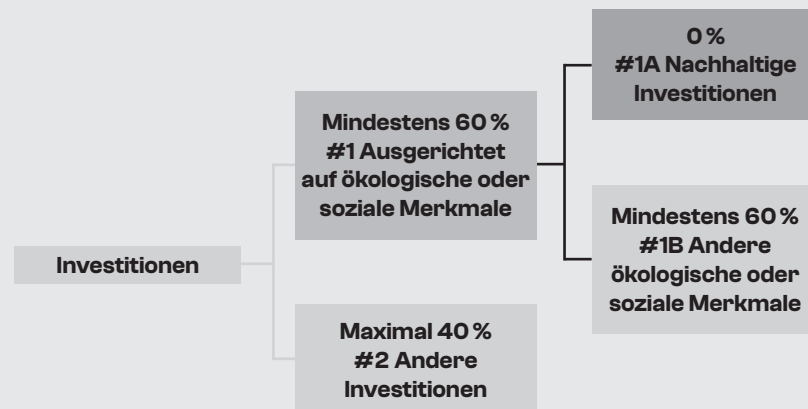 Investitionen
Mindestens 60 %
#1 Ausgerichtet
auf ökologische oder
soziale Merkmale
Maximal 40 %
#2 Andere
Investitionen
0 %
#1A Nachhaltige
Investitionen
Mindestens 60 %
#1B Andere
ökologische oder
soziale Merkmale